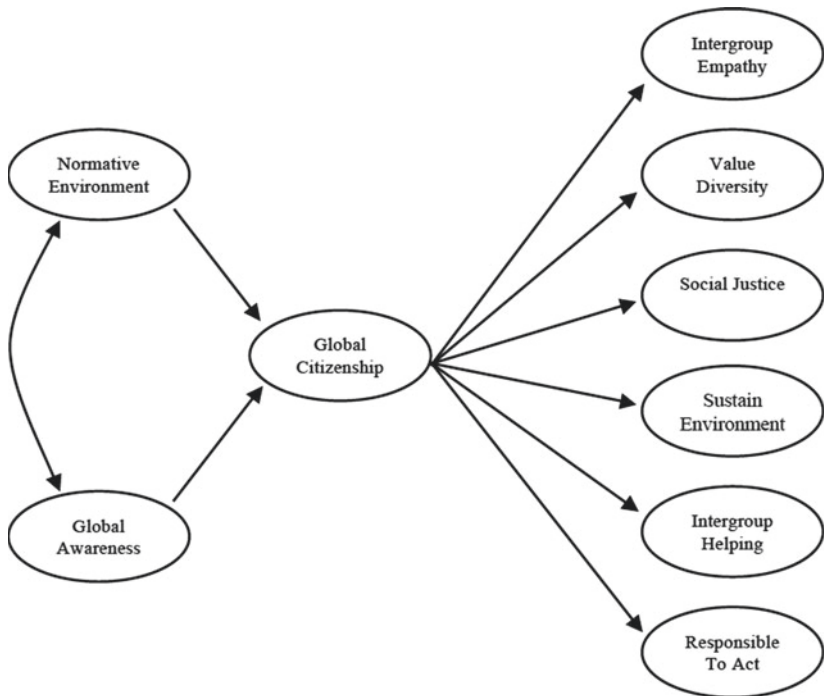 Intergroup
Empathy
Normative
Environment
Value
Diversity
Social Justice
Global
Citizenship
Sustain
Environment
Global
Awareness
Intergroup
Helping
Responsible
To Act